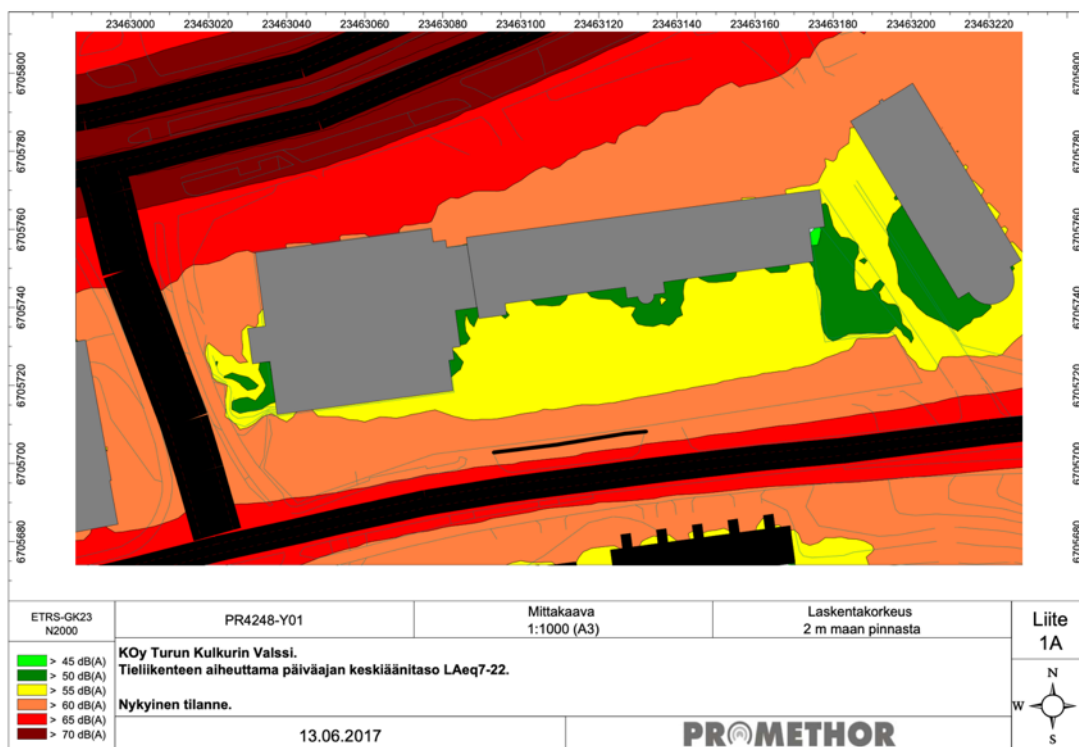 23463000 23463020 23463040 23463060 23463080 23463100 23463120 23463140 23463160 23463180 23463200 23463220
6705800 6705800
6705780 6705780
6705760 6705760
6705740 6705740
6705720 6705720
6705700 6705700
6705680 6705680
ETRS-GK23
N2000
PR4248-Y01
Mittakaava
1:1000 (A3)
Laskentakorkeus
2 m maan pinnasta
Liite
1A
> 45 dB(A)
> 50 dB(A)
> 55 dB(A)
> 60 dB(A)
> 65 dB(A)
> 70 dB(A)
KOy Turun Kulkurin Valssi.
Tieliikenteen aiheuttama päiväajan keskiäänitaso LAeq7-22.
Nykyinen tilanne.
13.06.2017
PROMETHOR
N
W E
S